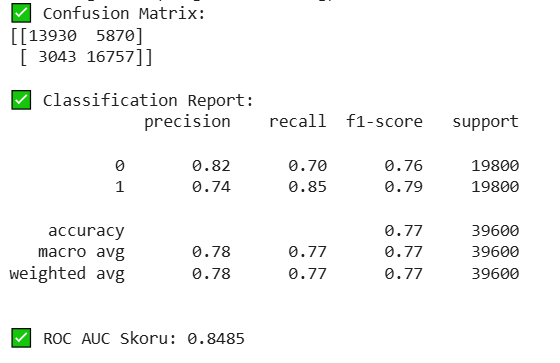 ✅ Confusion Matrix:
[[13930  5870]
 [ 3043 16757]]
✅ Classification Report:
              precision    recall  f1-score   support
           0       0.82      0.70      0.76     19800
           1       0.74      0.85      0.79     19800
    accuracy                           0.77     39600
   macro avg       0.78      0.77      0.77     39600
weighted avg       0.78      0.77      0.77     39600
✅ ROC AUC Skoru: 0.8485